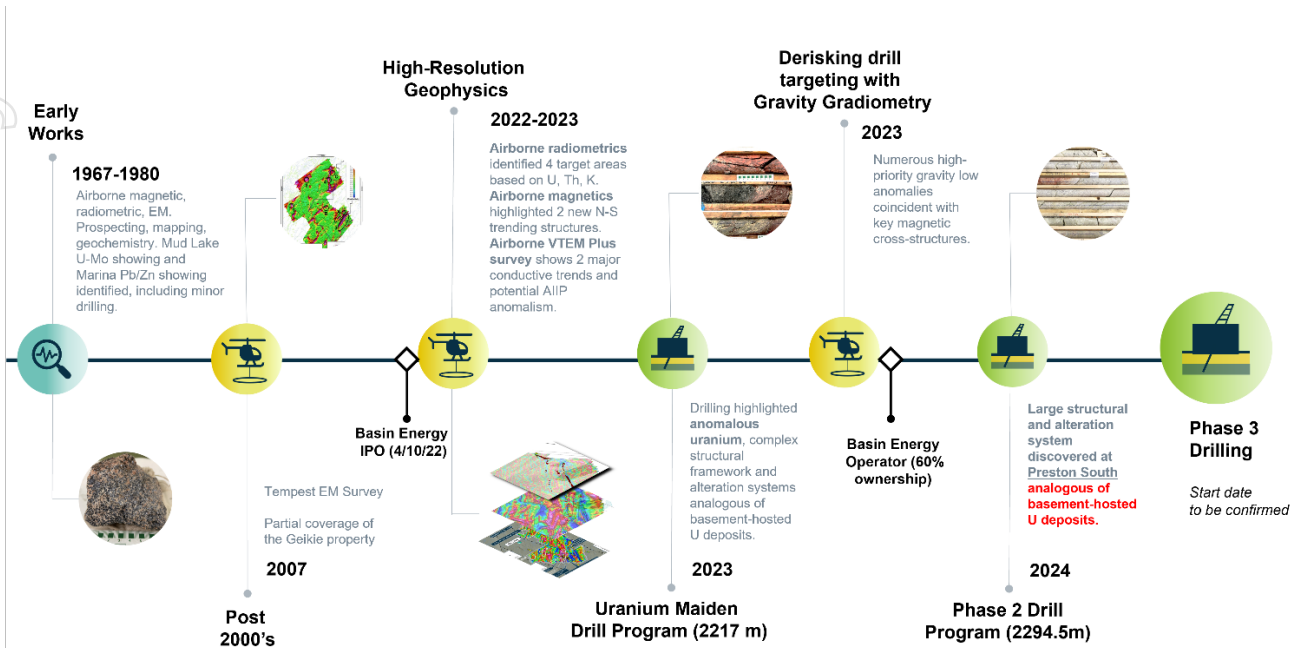 Early
Works
1967-1980
Airborne magnetic,
radiometric, EM.
Prospecting, mapping,
geochemistry. Mud Lake
U-Mo showing and
Marina Pb/Zn showing
identified, including minor
drilling.
Tempest EM Survey
Partial coverage of
the Geikie property
2007
Post
2000's
Basin Energy
IPO (4/10/22)
High-Resolution
Geophysics
2022-2023
Airborne radiometrics
identified 4 target areas
based on U, Th, K.
Airborne magnetics
highlighted 2 new N-S
trending structures.
Airborne VTEM Plus
survey shows 2 major
conductive trends and
potential AIIP
anomalism.
Drilling highlighted
anomalous
uranium, complex
structural
framework and
alteration systems
analogous of
basement-hosted
U deposits.
2023
Uranium Maiden
Drill Program (2217 m)
Derisking drill
targeting with
Gravity Gradiometry
2023
Numerous high-
priority gravity low
anomalies
coincident with
key magnetic
cross-structures.
Basin Energy
Operator (60%
ownership)
Large structural
and alteration
system
discovered at
Preston South
analogous of
basement-hosted
U deposits.
2024
Phase 2 Drill
Program (2294.5m)
Phase 3
Drilling
Start date
to be confirmed